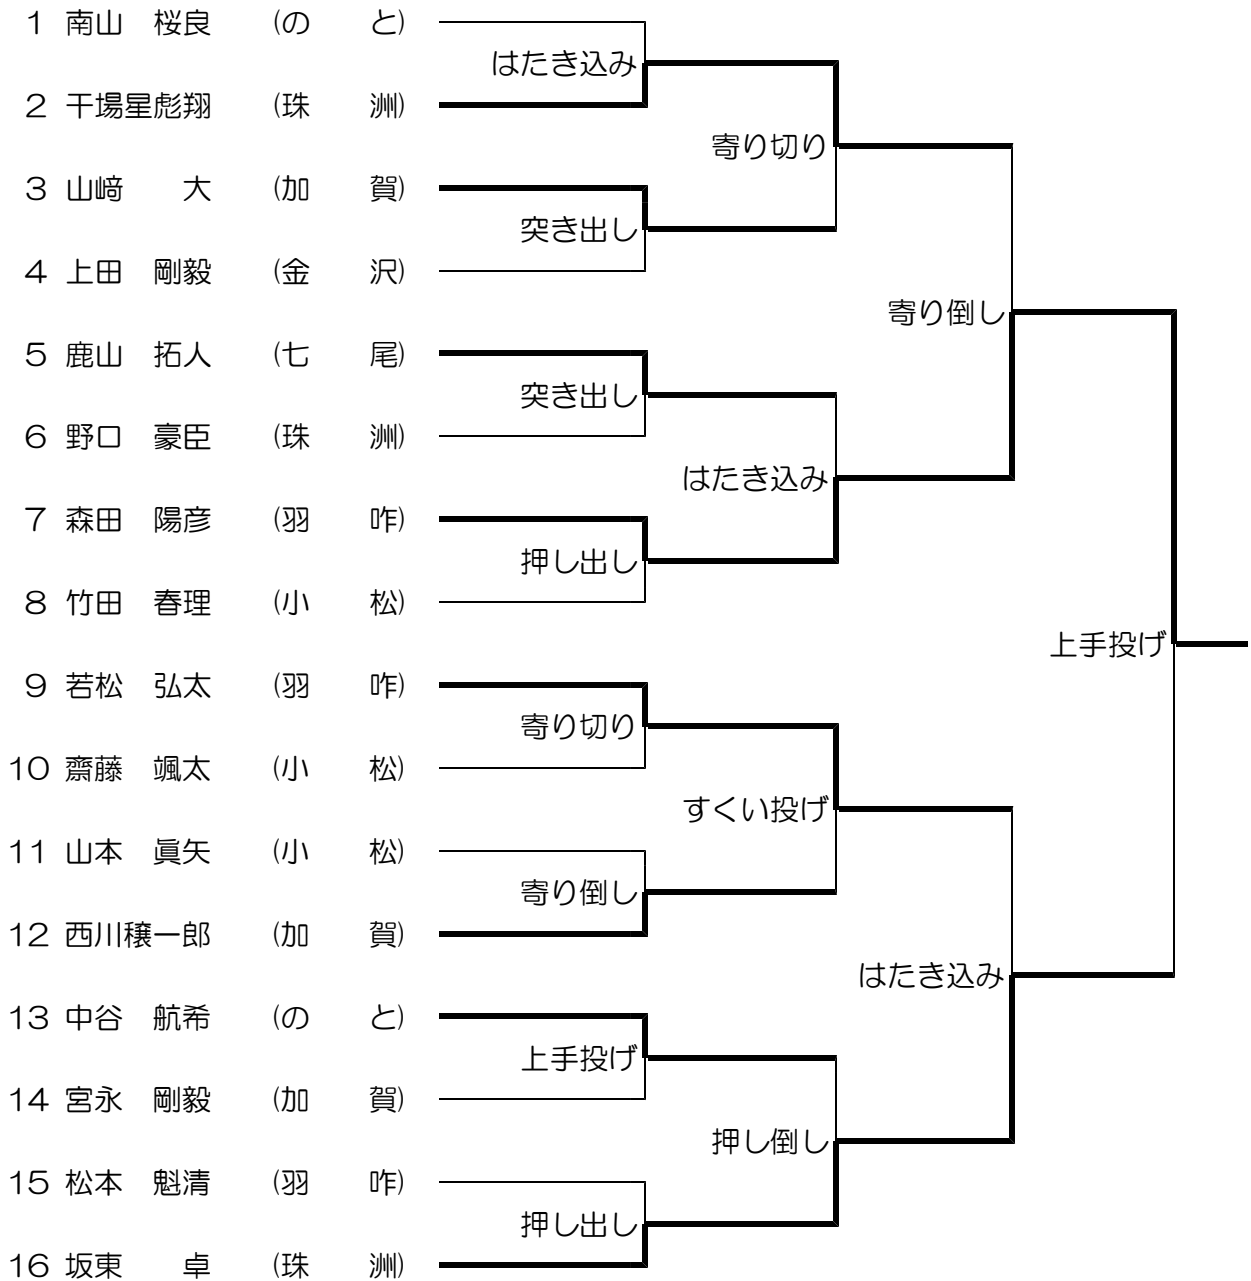 1 南山 桜良 (の と)
はたき込み
2 干場星彪翔 (珠 洲)
寄り切り
3 山﨑 大 (加 賀)
突き出し
4 上田 剛毅 (金 沢)
寄り倒し
5 鹿山 拓人 (七 尾)
突き出し
6 野口 豪臣 (珠 洲)
はたき込み
7 森田 陽彦 (羽 咋)
押し出し
8 竹田 春理 (小 松)
上手投げ
9 若松 弘太 (羽 咋)
寄り切り
10 齋藤 颯太 (小 松)
すくい投げ
11 山本 眞矢 (小 松)
寄り倒し
12 西川穣一郎 (加 賀)
はたき込み
13 中谷 航希 (の と)
上手投げ
14 宮永 剛毅 (加 賀)
押し倒し
15 松本 魁清 (羽 咋)
押し出し
16 坂東 卓 (珠 洲)